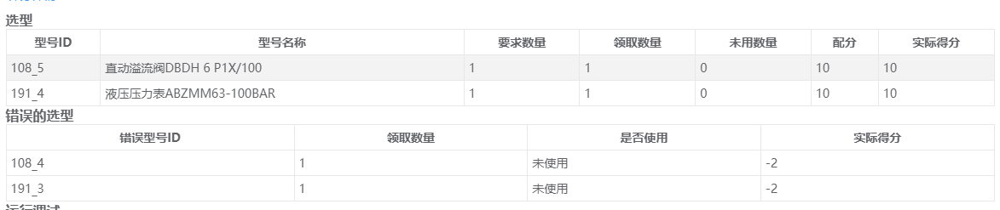 选型
型号ID 型号名称 要求数量 领取数量 未用数量 配分 实际得分
108_5 直动溢流阀DBDH 6 P1X/100 1 1 0 10 10
191_4 液压压力表ABZMM63-100BAR 1 1 0 10 10
错误的选型
错误型号ID 领取数量 是否使用 实际得分
108_4 1 未使用 -2
191_3 1 未使用 -2
运行调试